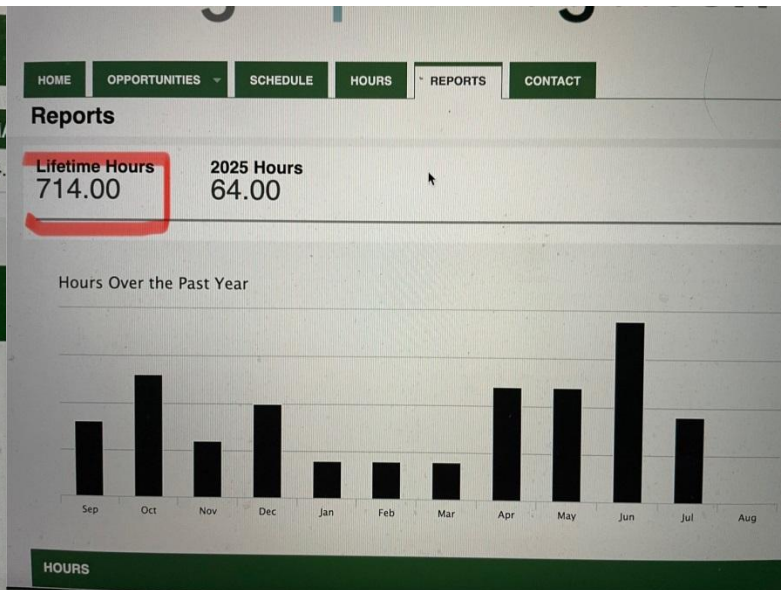 HOME OPPORTUNITIES SCHEDULE HOURS REPORTS CONTACT
Reports
Lifetime Hours 2025 Hours
714.00 64.00
Hours Over the Past Year
Sep Oct Nov Dec Jan Feb Mar Apr May Jun Jul Aug
HOURS